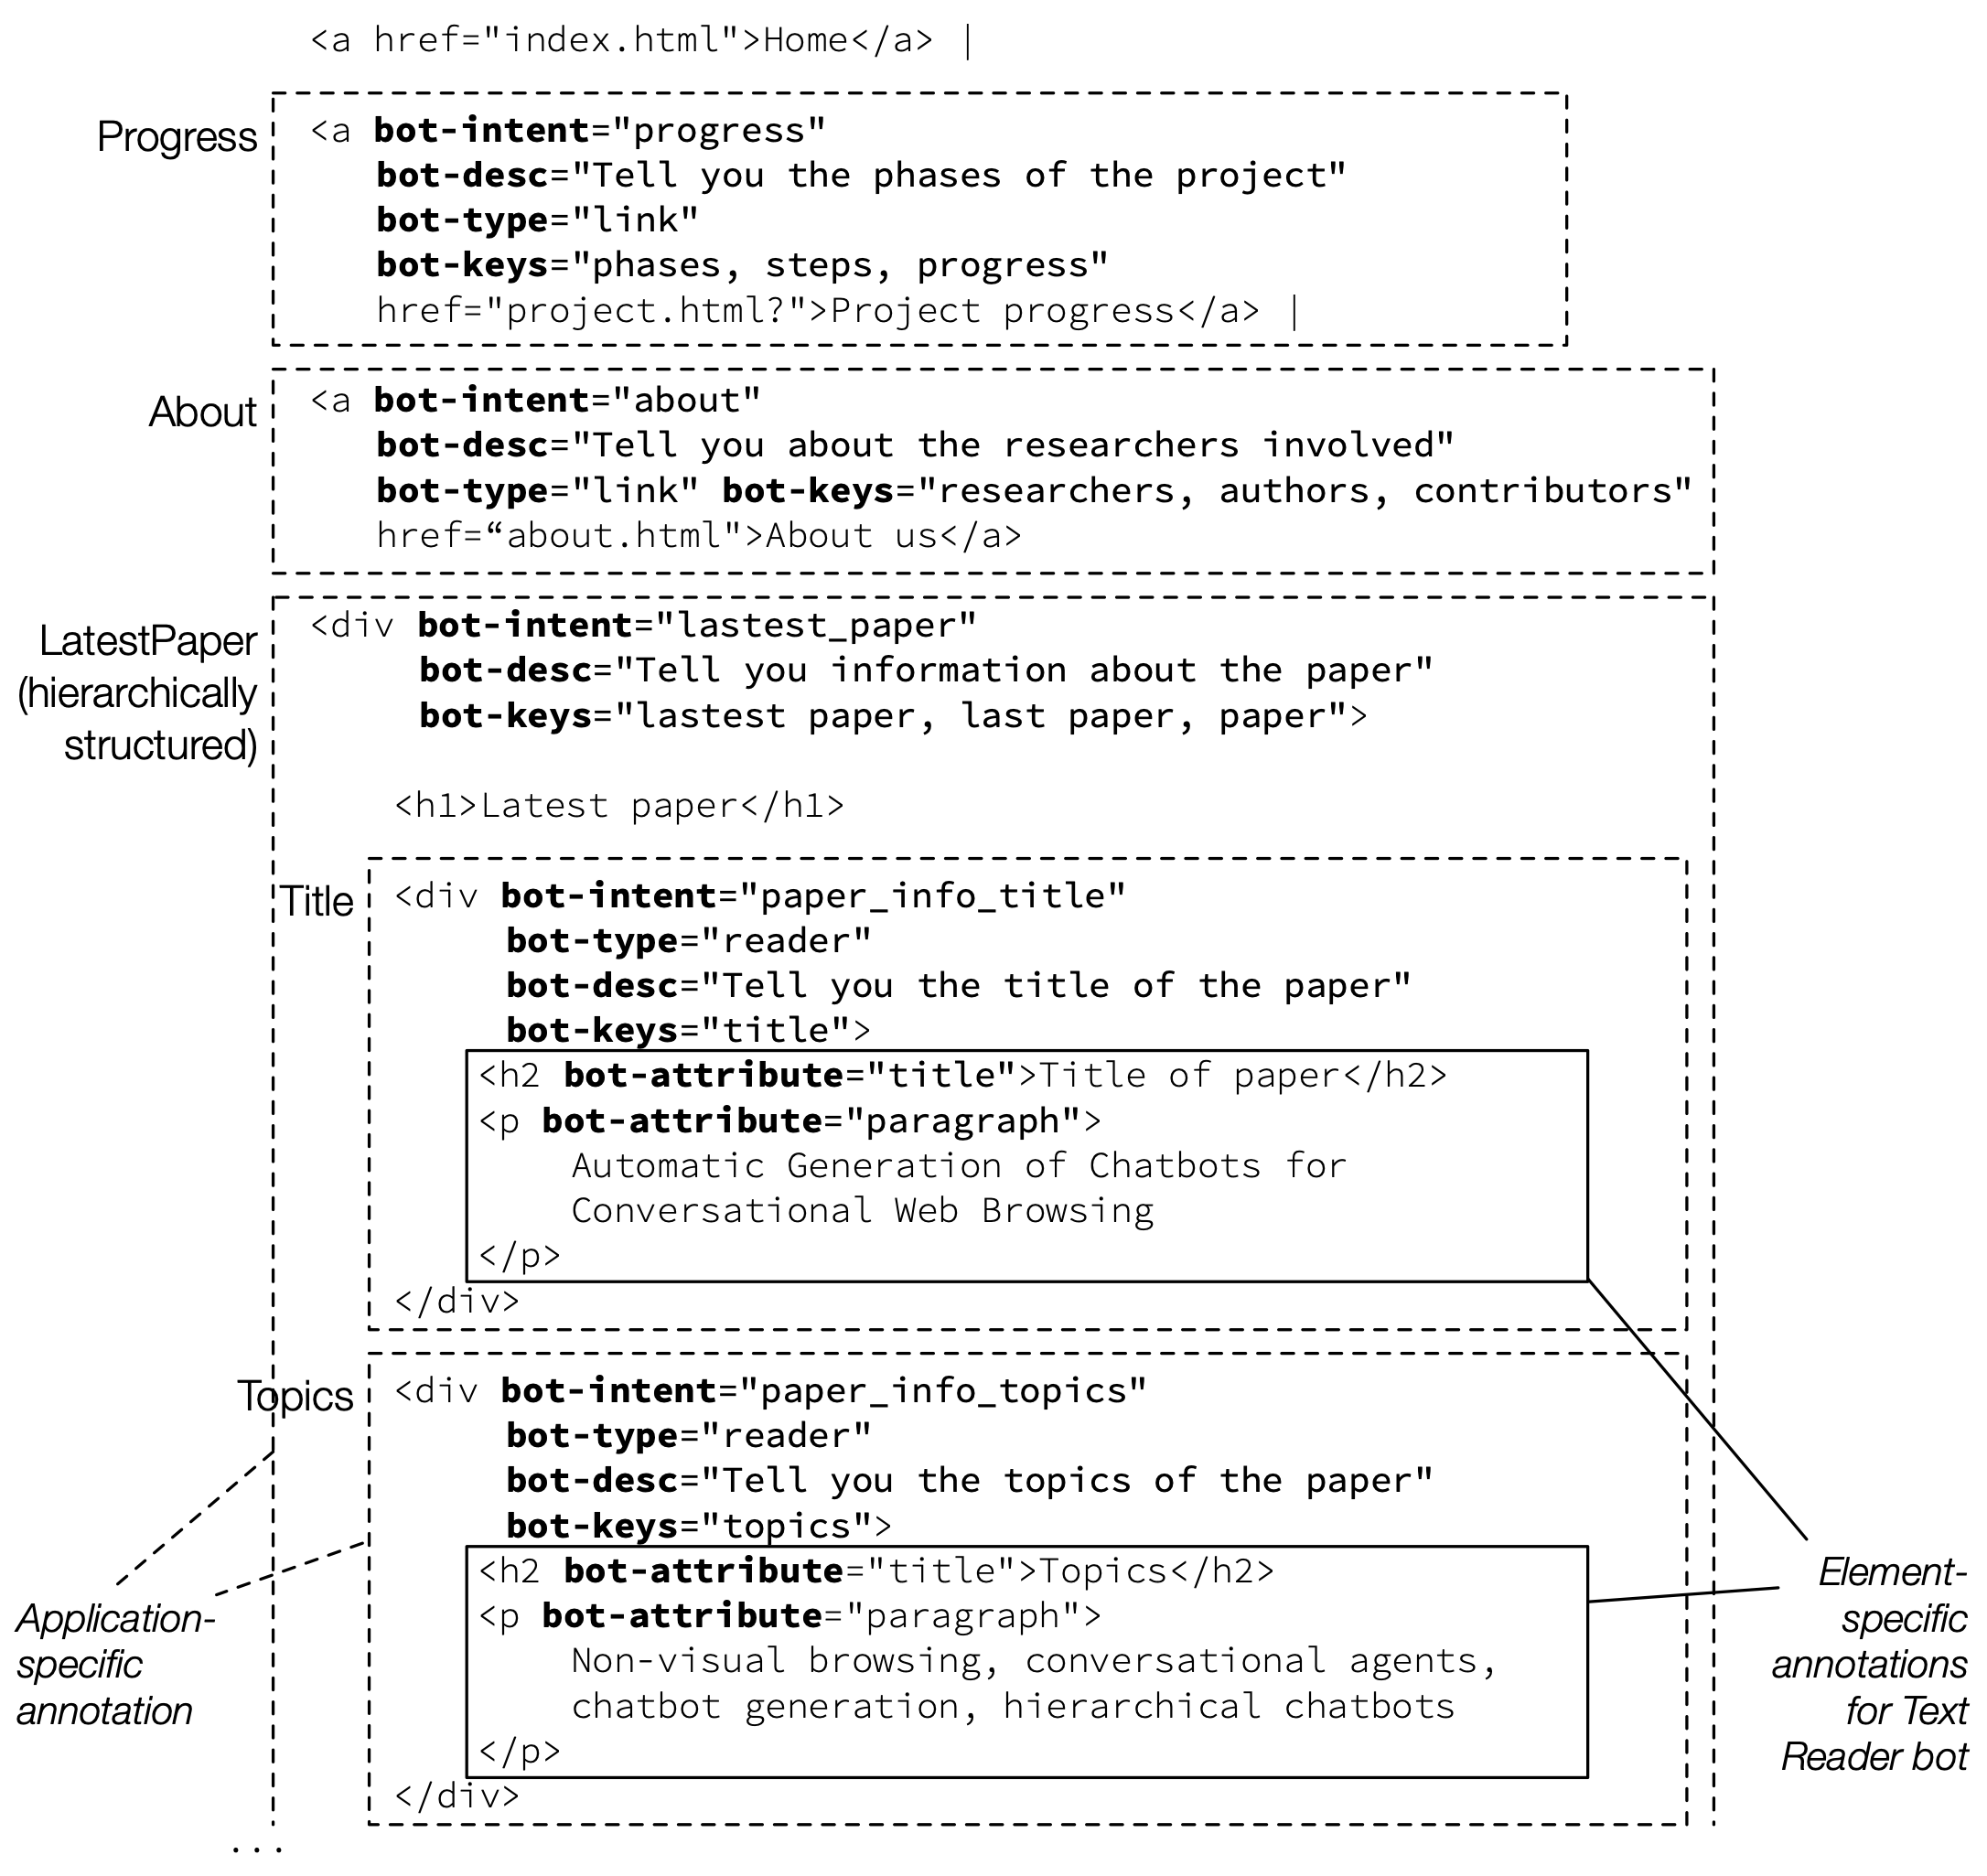 <a href="index.html">Home</a> |
Progress
<a bot-intent="progress"
bot-desc="Tell you the phases of the project"
bot-type="link"
bot-keys="phases, steps, progress"
href="project.html?">Project progress</a> |
About
<a bot-intent="about"
bot-desc="Tell you about the researchers involved"
bot-type="link" bot-keys="researchers, authors, contributors"
href=“about.html">About us</a>
LatestPaper
(hierarchically
structured)
<div bot-intent="lastest_paper"
bot-desc="Tell you information about the paper"
bot-keys="lastest paper, last paper, paper">
<h1>Latest paper</h1>
Title
<div bot-intent="paper_info_title"
bot-type="reader"
bot-desc="Tell you the title of the paper"
bot-keys="title">
<h2 bot-attribute="title">Title of paper</h2>
<p bot-attribute="paragraph">
Automatic Generation of Chatbots for
Conversational Web Browsing
</p>
</div>
Topics
<div bot-intent="paper_info_topics"
bot-type="reader"
bot-desc="Tell you the topics of the paper"
bot-keys="topics">
<h2 bot-attribute="title">Topics</h2>
<p bot-attribute="paragraph">
Non-visual browsing, conversational agents,
chatbot generation, hierarchical chatbots
</p>
</div>
...
Application-
specific
annotation
Element-
specific
annotations
for Text
Reader bot